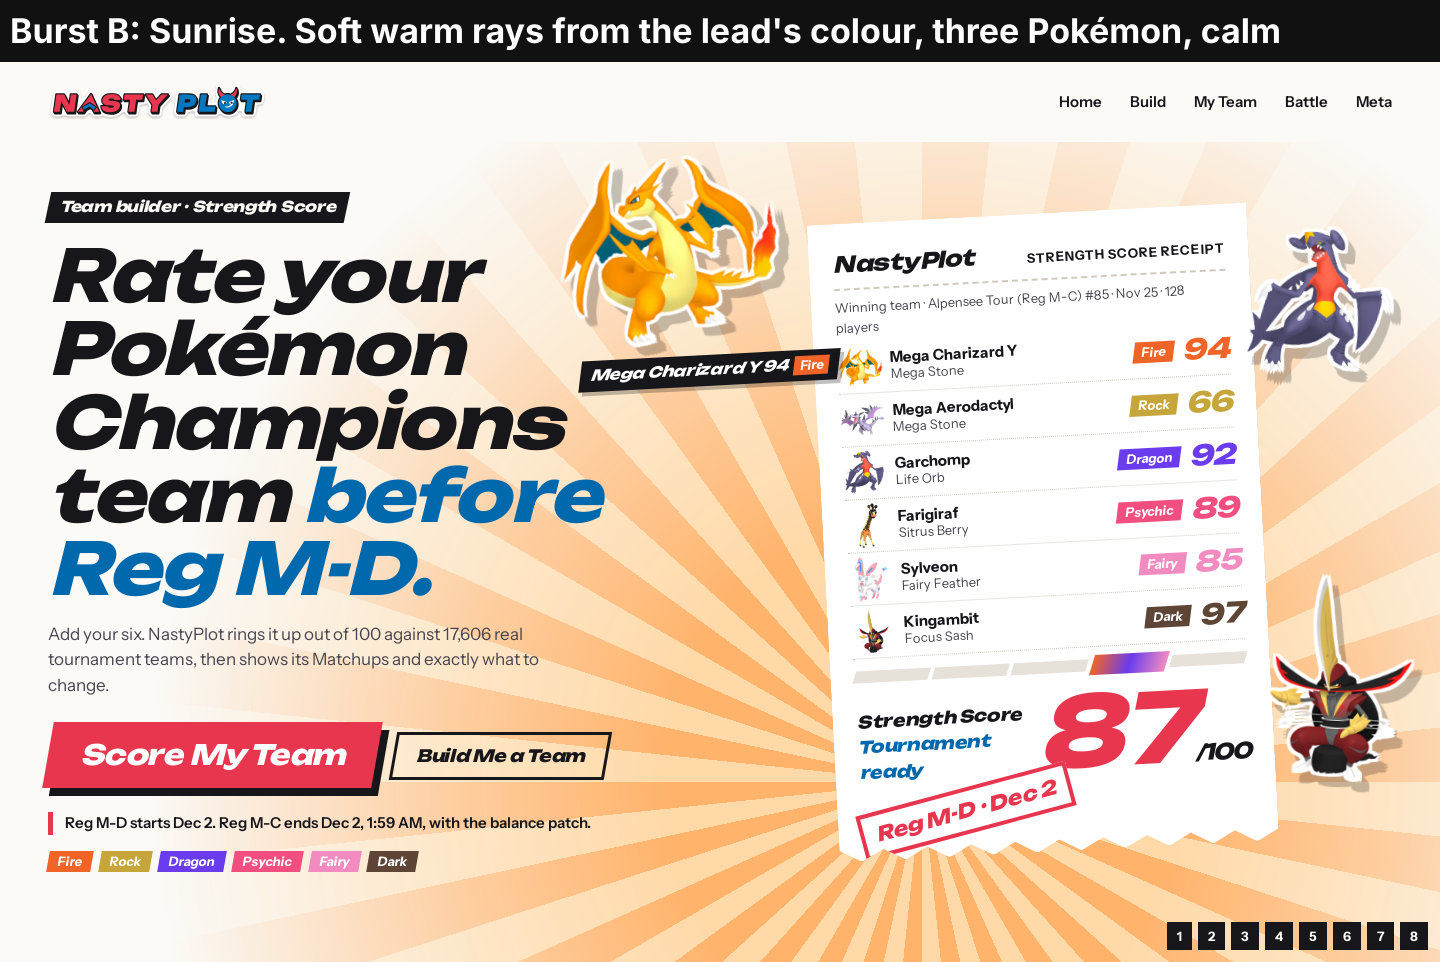 Burst B: Sunrise. Soft warm rays from the lead's colour, three Pokémon, calm
NASTY PLOT
Home Build My Team Battle Meta
Team builder · Strength Score
Rate your
Pokémon
Champions
team before
Reg M-D.
Add your six. NastyPlot rings it up out of 100 against 17,606 real
tournament teams, then shows its Matchups and exactly what to
change.
Score My Team
Build Me a Team
Reg M-D starts Dec 2. Reg M-C ends Dec 2, 1:59 AM, with the balance patch.
Fire Rock Dragon Psychic Fairy Dark
Mega Charizard Y 94 Fire
NastyPlot STRENGTH SCORE RECEIPT
Winning team · Alpensee Tour (Reg M-C) #85 · Nov 25 · 128
players
Mega Charizard Y
Mega Stone
Fire 94
Mega Aerodactyl
Mega Stone
Rock 66
Garchomp
Life Orb
Dragon 92
Farigiraf
Sitrus Berry
Psychic 89
Sylveon
Fairy Feather
Fairy 85
Kingambit
Focus Sash
Dark 97
Strength Score
Tournament
ready
87 /100
Reg M-D · Dec 2
1 2 3 4 5 6 7 8